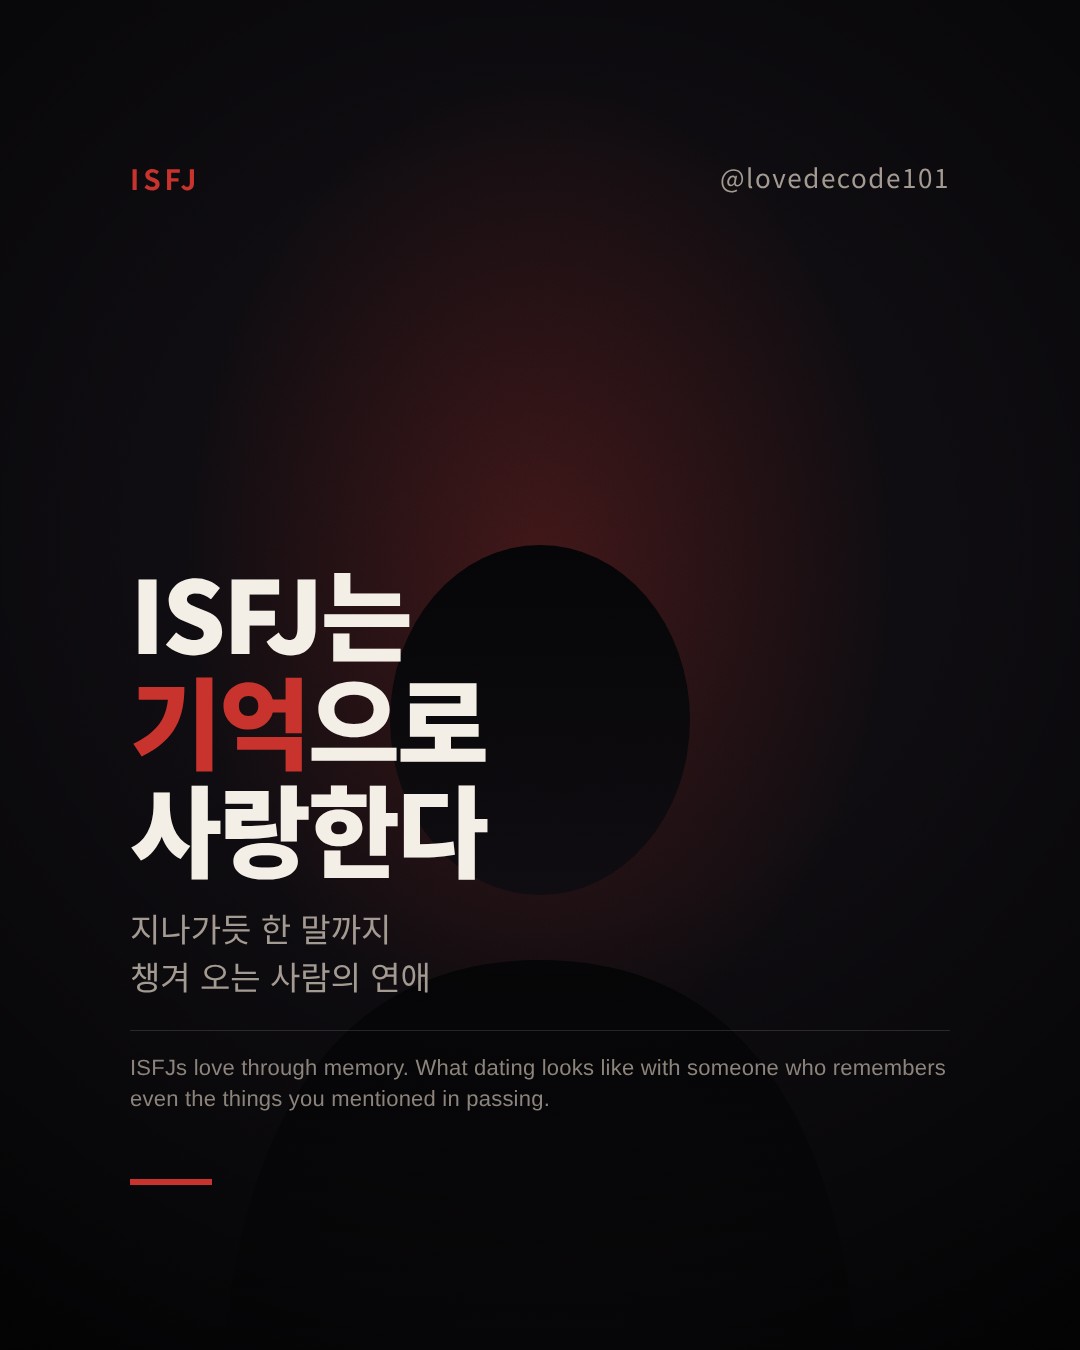 ISFJ
@lovedecode101
ISFJ는
기억으로
사랑한다
지나가듯 한 말까지
챙겨 오는 사람의 연애
ISFJs love through memory. What dating looks like with someone who remembers
even the things you mentioned in passing.